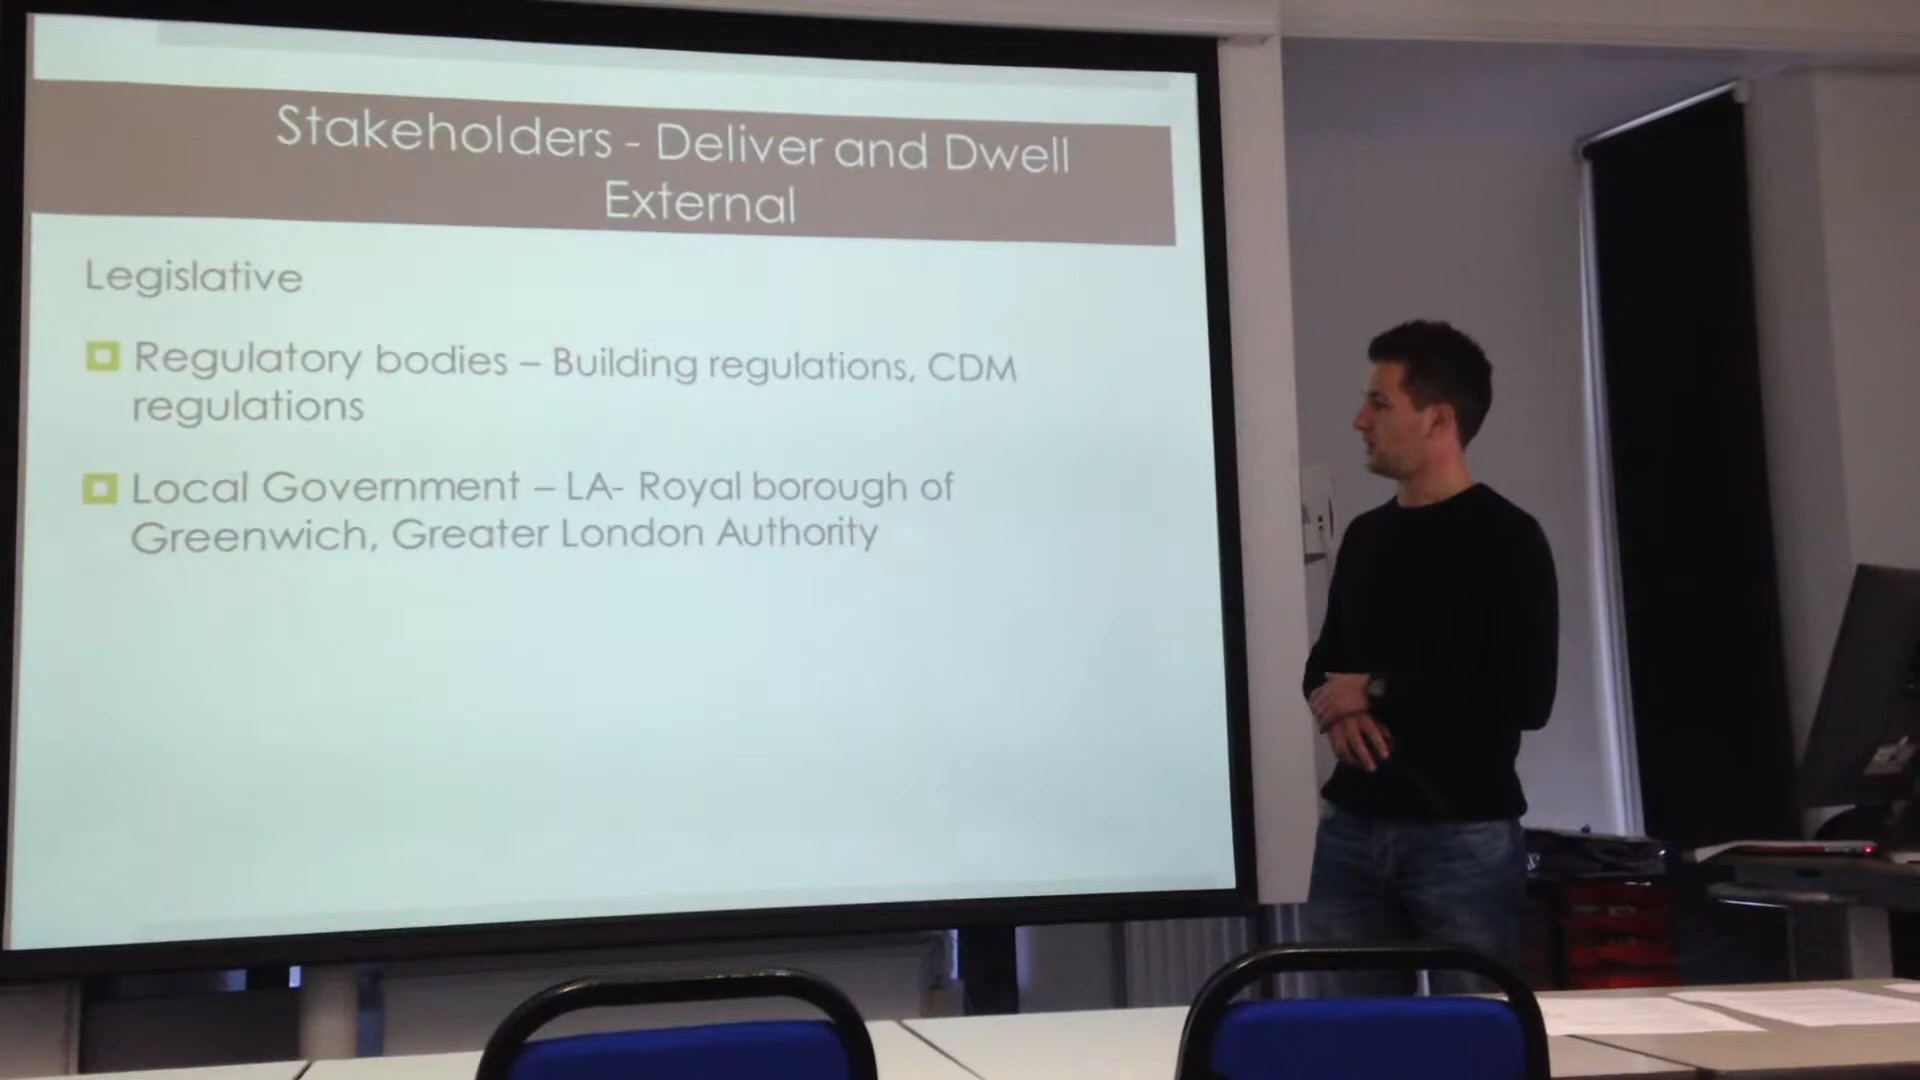 Stakeholders - Deliver and Dwell
External
Legislative
Regulatory bodies – Building regulations, CDM
regulations
Local Government – LA- Royal borough of
Greenwich, Greater London Authority